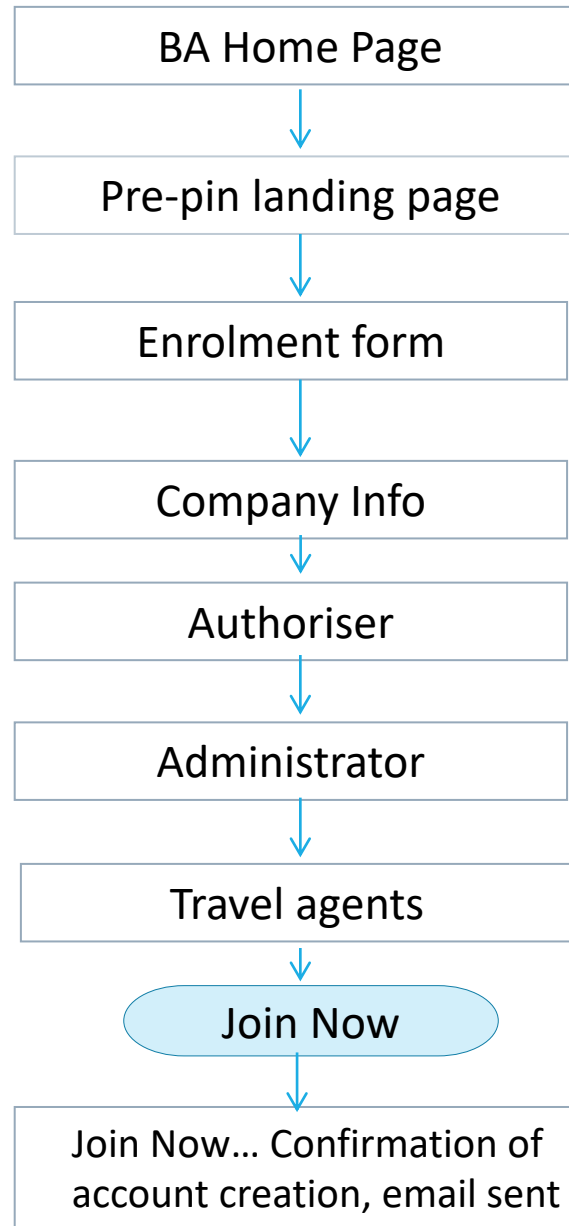 BA Home Page
Pre-pin landing page
Enrolment form
Company Info
Authoriser
Administrator
Travel agents
Join Now
Join Now... Confirmation of
account creation, email sent